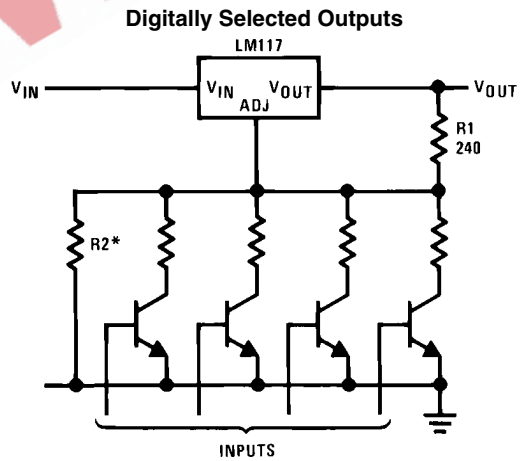 Digitally Selected Outputs
LM117
VIN
VIN
VOUT
VOUT
ADJ
R1
240
R2*
INPUTS